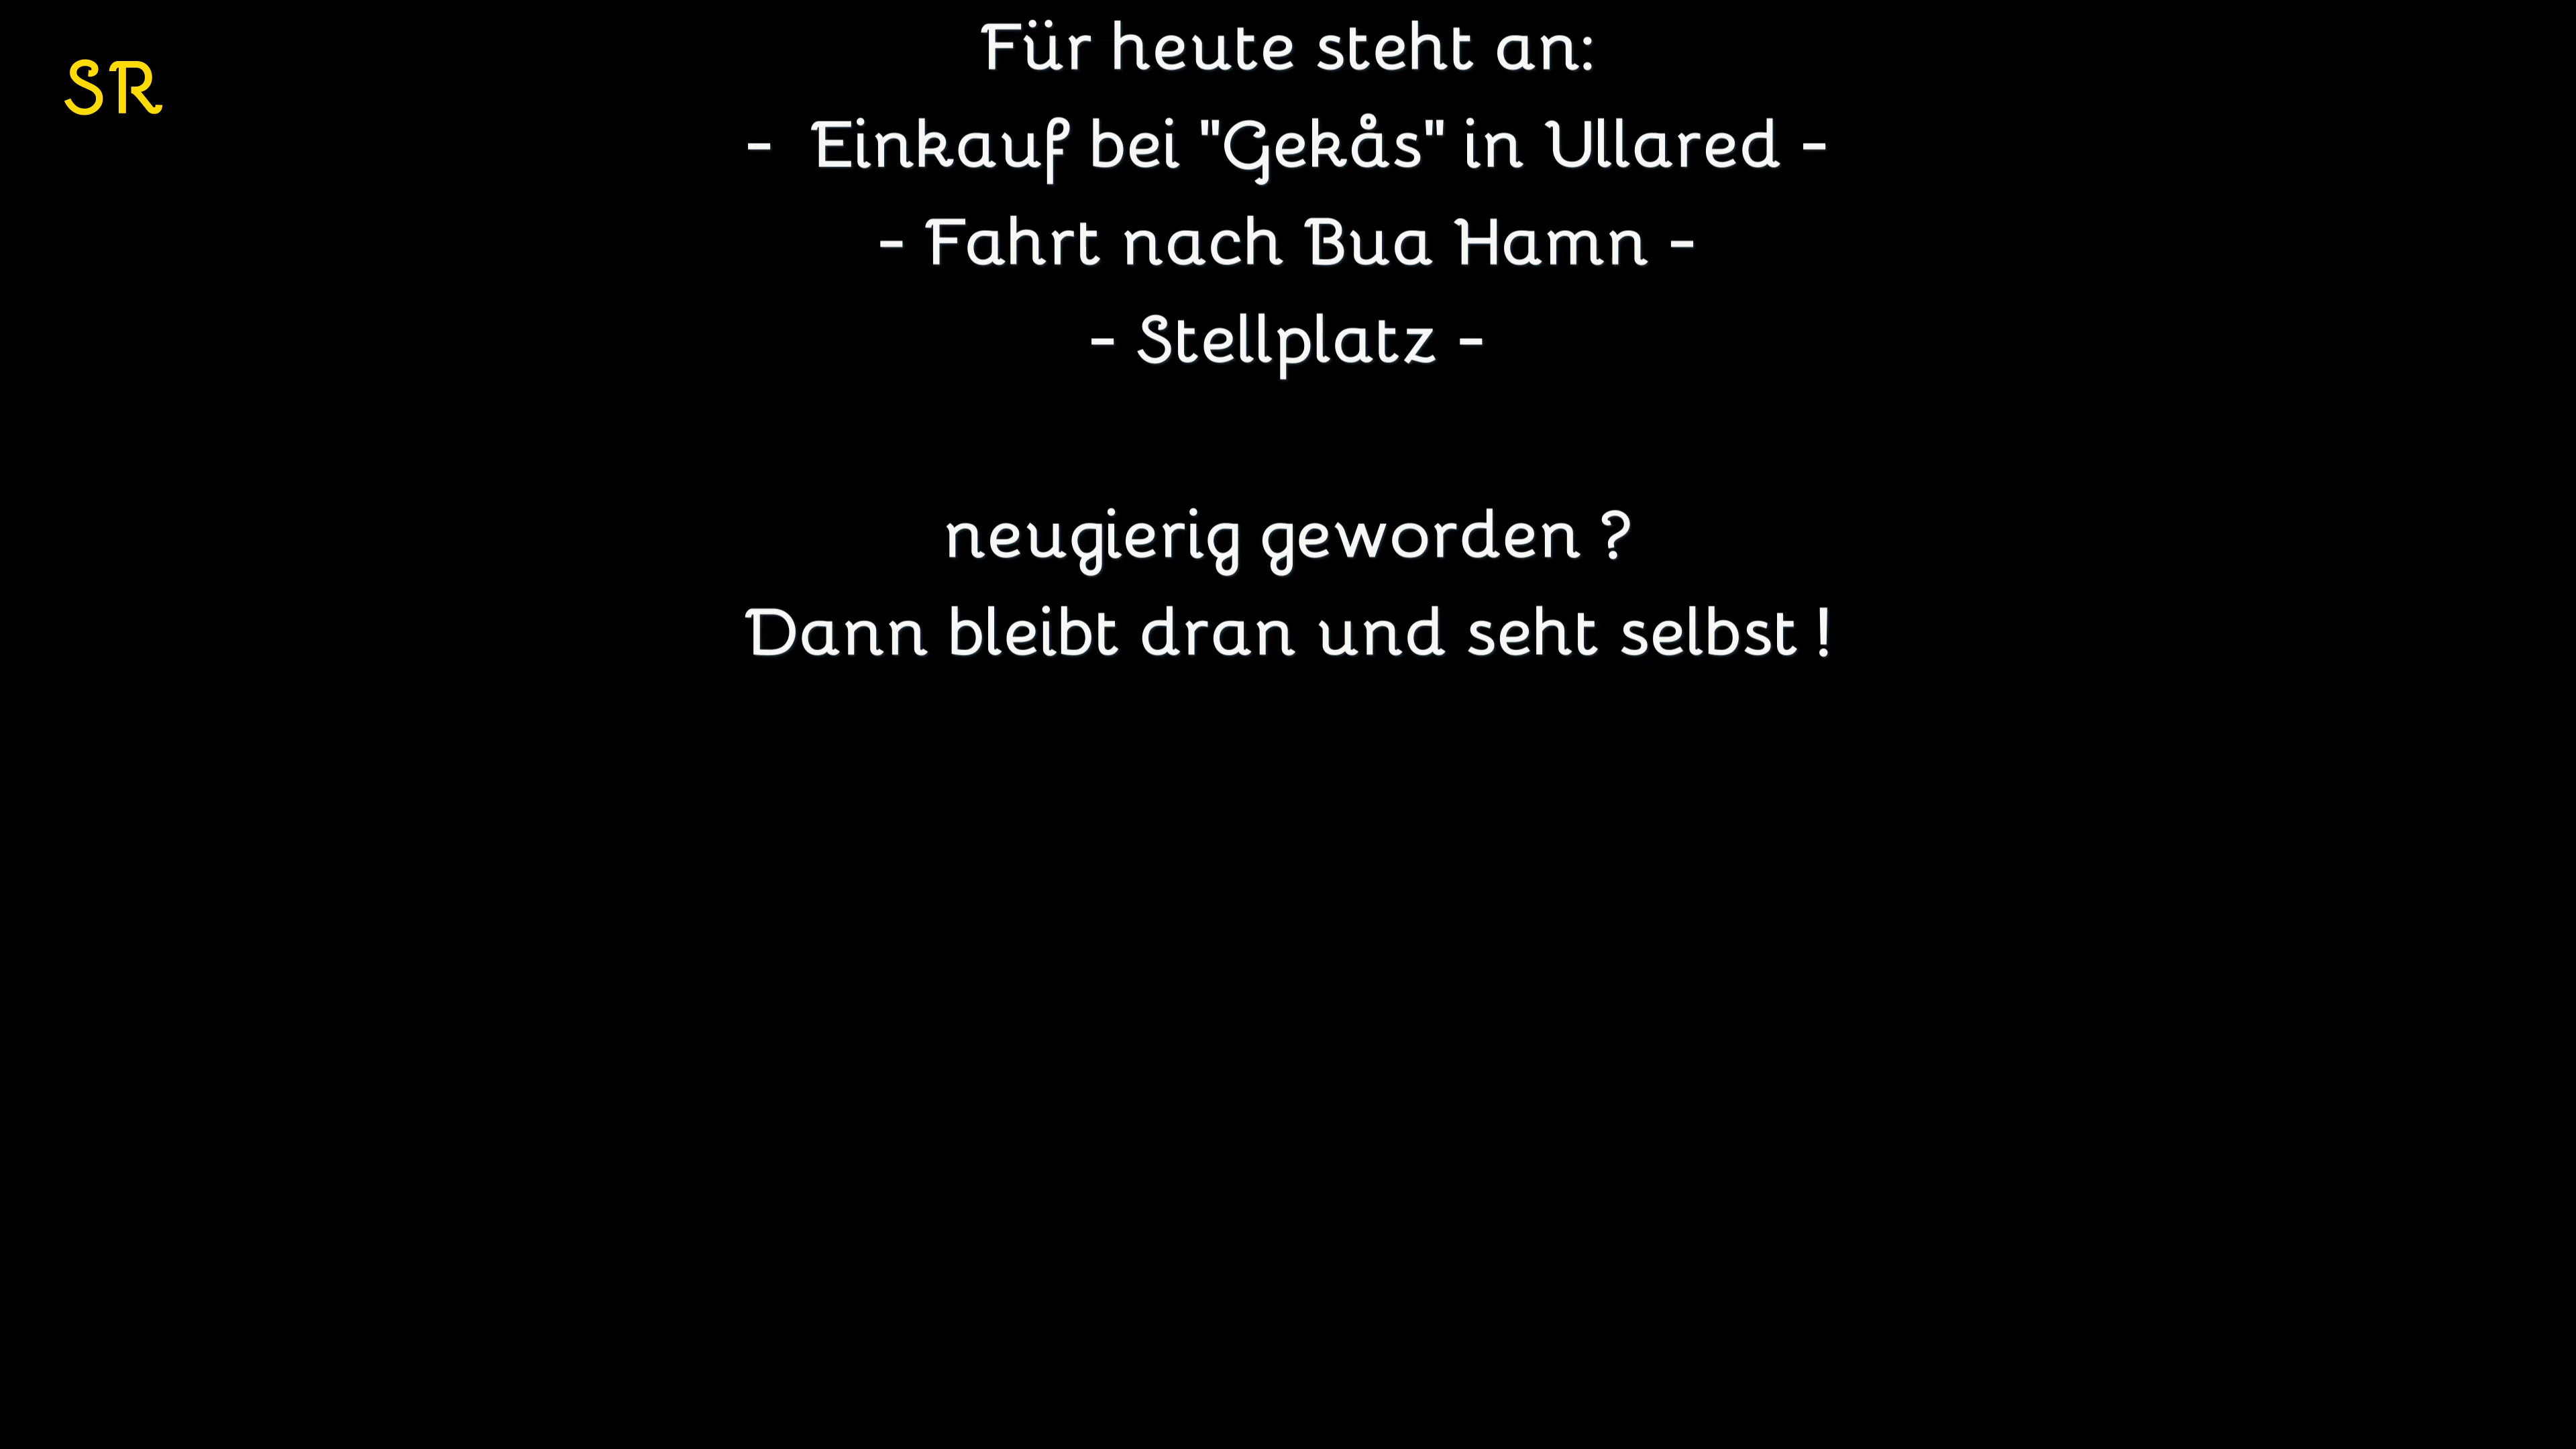 SR
Für heute steht an:
-  Einkauf bei "Gekås" in Ullared -
- Fahrt nach Bua Hamn -
- Stellplatz -
neugierig geworden ?
Dann bleibt dran und seht selbst !